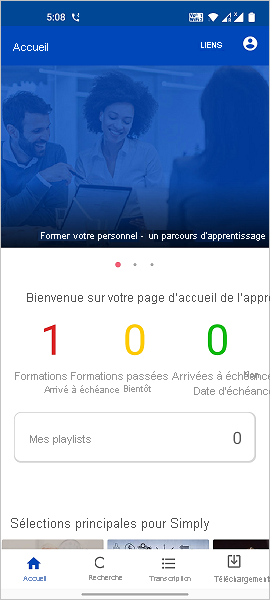 5:08
Accueil
LIENS
Former votre personnel - un parcours d'apprentissage
Bienvenue sur votre page d'accueil de l'appre
1 0 0
Formations Formations passées Arrivées à échéance Non
Arrivé à échéance Bientôt Date d'échéance
Mes playlists 0
Sélections principales pour Simply
Accueil Recherche Transcription Téléchargements